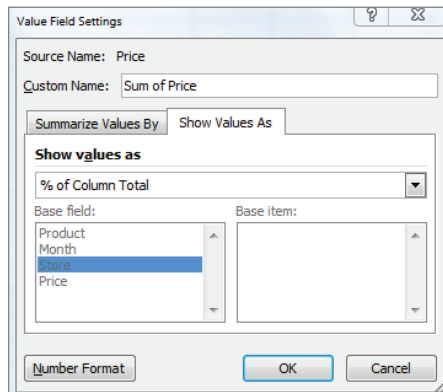 Value Field Settings
Source Name: Price
Custom Name: Sum of Price
Summarize Values By Show Values As
Show values as
% of Column Total
Base field: Base item:
Product
Month
Store
Price
Number Format OK Cancel